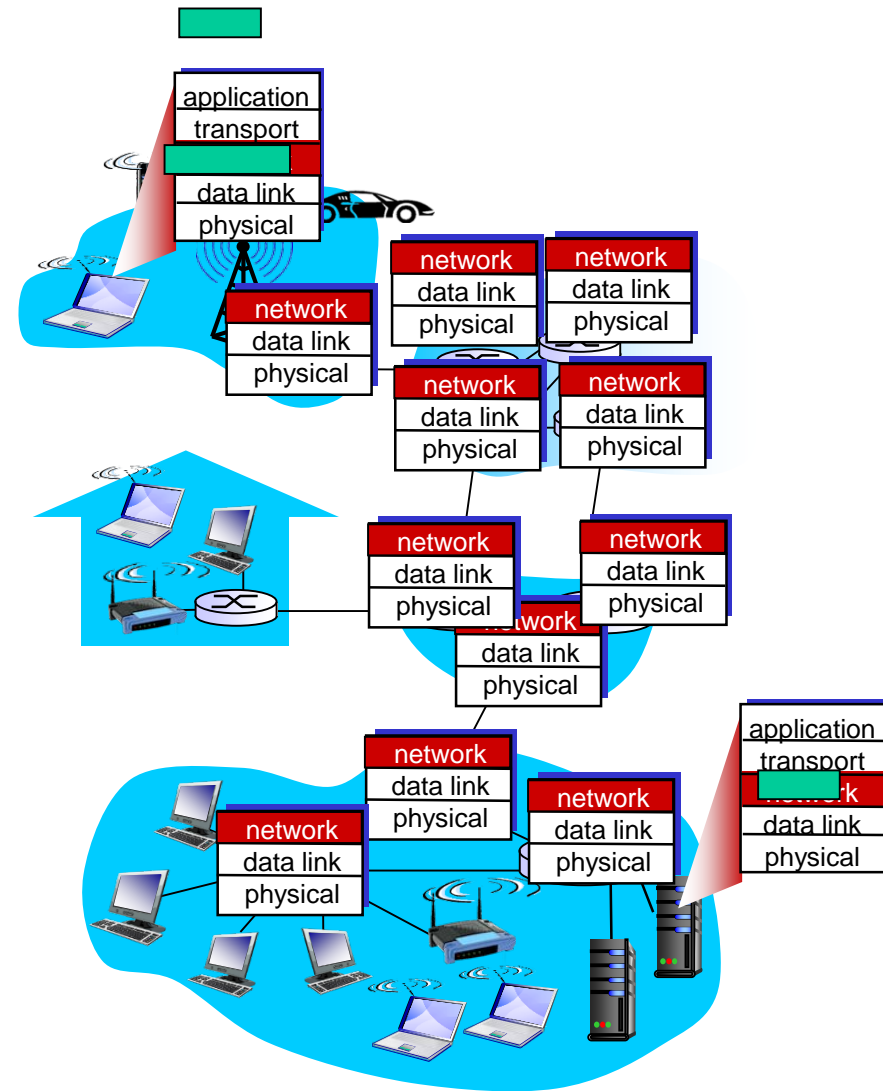 application
transport
data link
physical
network
data link
physical
network
data link
physical
network
data link
physical
network
data link
physical
network
data link
physical
network
data link
physical
network
data link
physical
network
data link
physical
application
transport
network
data link
physical
network
data link
physical
network
data link
physical
network
data link
physical